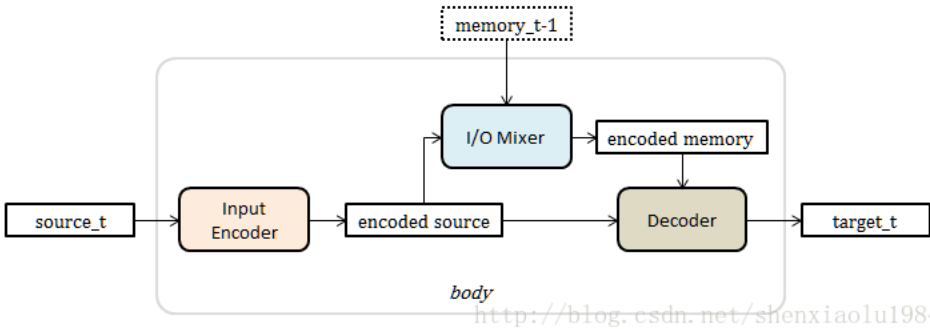 memory_t-1
I/O Mixer
encoded memory
source_t
Input
Encoder
encoded source
Decoder
target_t
body
http://blog.csdn.net/shenxiaolu198